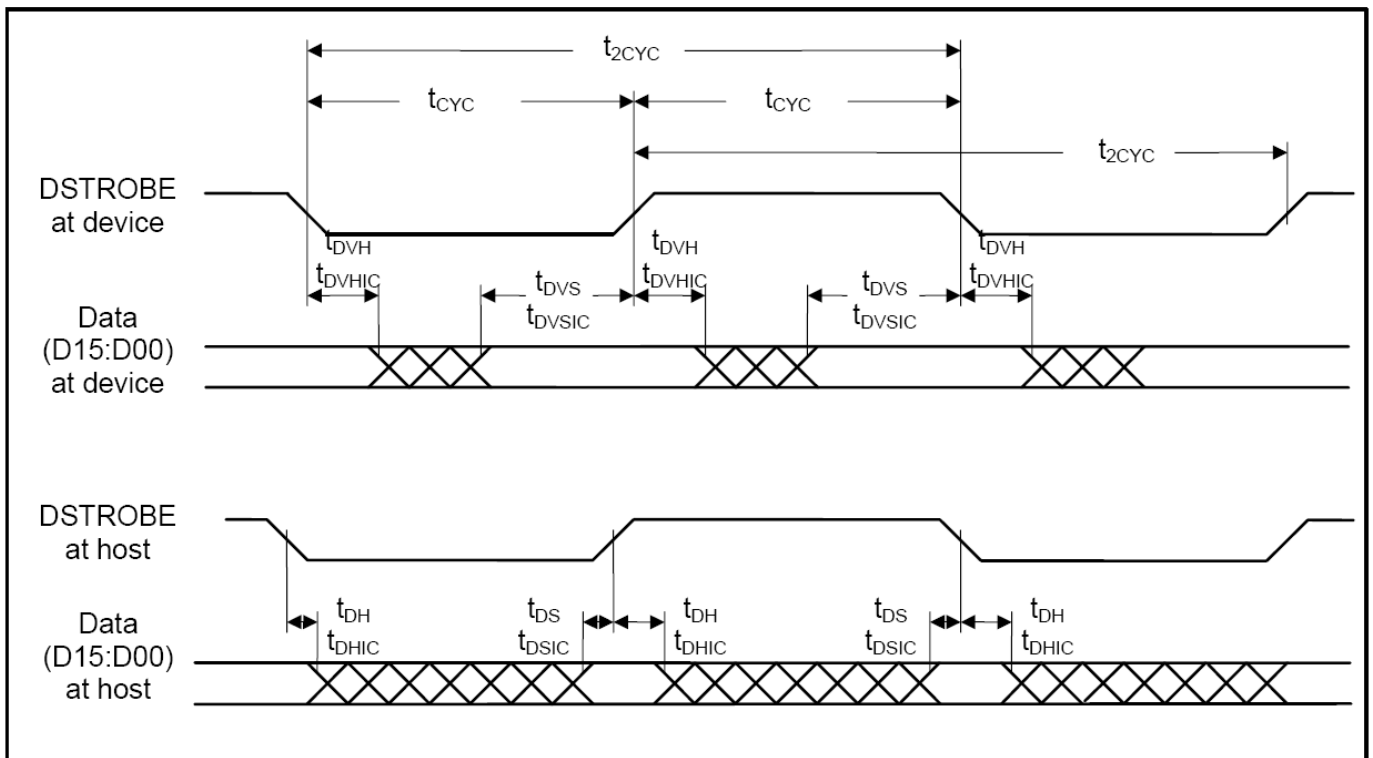 t2CYC
tCYC tCYC
t2CYC
DSTROBE
at device
tDVH tDVH tDVH
tDVHIC tDVS tDVHIC tDVS tDVHIC
tDVSIC tDVSIC
Data
(D15:D00)
at device
DSTROBE
at host
tDH tDS tDH tDS tDH
tDHIC tDSIC tDHIC tDSIC tDHIC
Data
(D15:D00)
at host